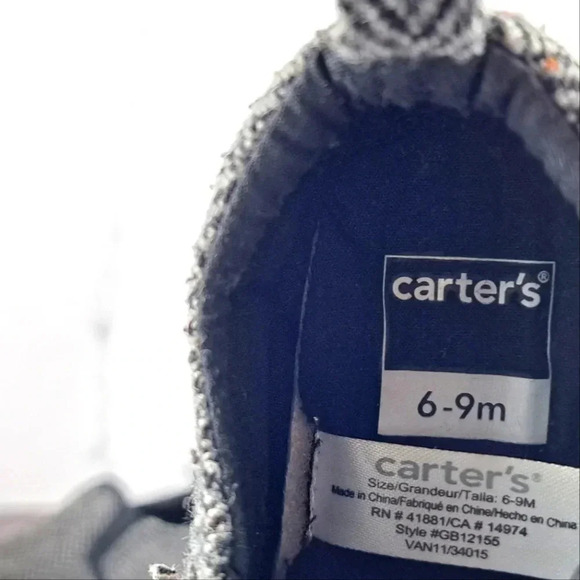 carter's®
6-9m
carter's®
Size/Grandeur/Talla: 6-9M
Made in China/Fabriqué en Chine/Hecho en China
RN # 41881/CA # 14974
Style #GB12155
VAN11/34015